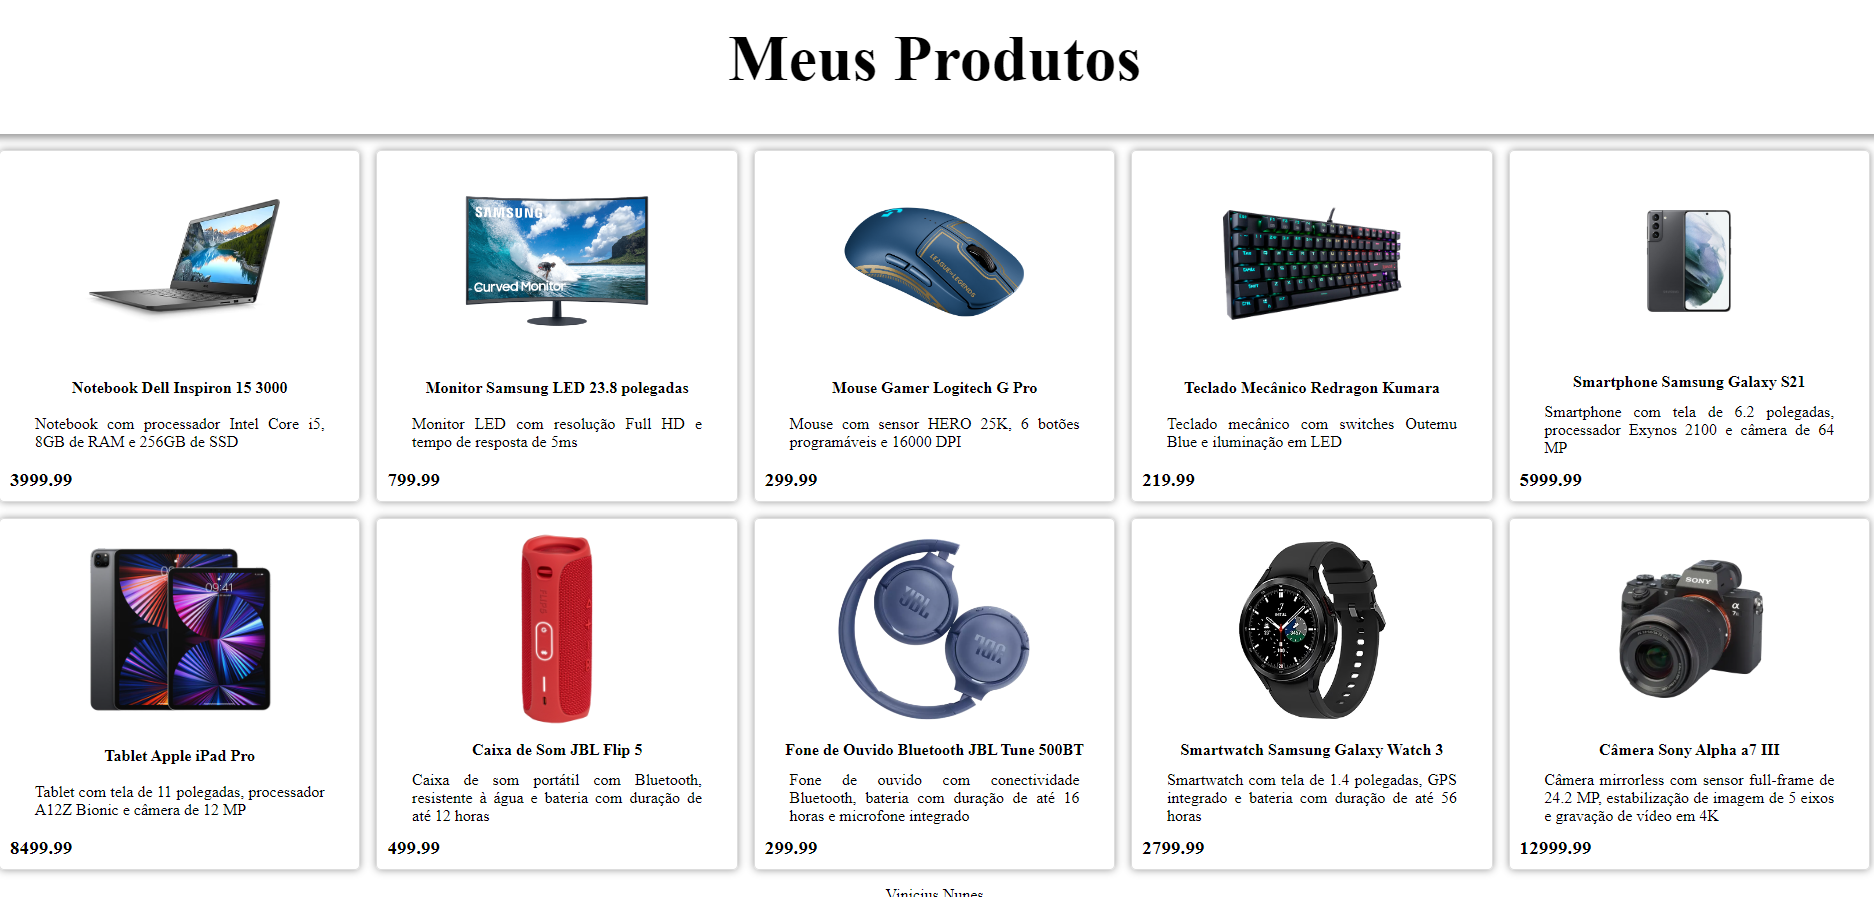 Meus Produtos
Notebook Dell Inspiron 15 3000
Notebook com processador Intel Core i5,
8GB de RAM e 256GB de SSD
3999.99
SAMSUNG
Curved Monitor
Monitor Samsung LED 23.8 polegadas
Monitor LED com resolução Full HD e
tempo de resposta de 5ms
799.99
LEAGUE OF LEGENDS
Mouse Gamer Logitech G Pro
Mouse com sensor HERO 25K, 6 botões
programáveis e 16000 DPI
299.99
Teclado Mecânico Redragon Kumara
Teclado mecânico com switches Outemu
Blue e iluminação em LED
219.99
Smartphone Samsung Galaxy S21
Smartphone com tela de 6.2 polegadas,
processador Exynos 2100 e câmera de 64
MP
5999.99
09:41
Tablet Apple iPad Pro
Tablet com tela de 11 polegadas, processador
A12Z Bionic e câmera de 12 MP
8499.99
Caixa de Som JBL Flip 5
Caixa de som portátil com Bluetooth,
resistente à água e bateria com duração de
até 12 horas
499.99
JBL
JBL
Fone de Ouvido Bluetooth JBL Tune 500BT
Fone de ouvido com conectividade
Bluetooth, bateria com duração de até 16
horas e microfone integrado
299.99
Smartwatch Samsung Galaxy Watch 3
Smartwatch com tela de 1.4 polegadas, GPS
integrado e bateria com duração de até 56
horas
2799.99
SONY
Câmera Sony Alpha a7 III
Câmera mirrorless com sensor full-frame de
24.2 MP, estabilização de imagem de 5 eixos
e gravação de vídeo em 4K
12999.99
Vinicius Nunes